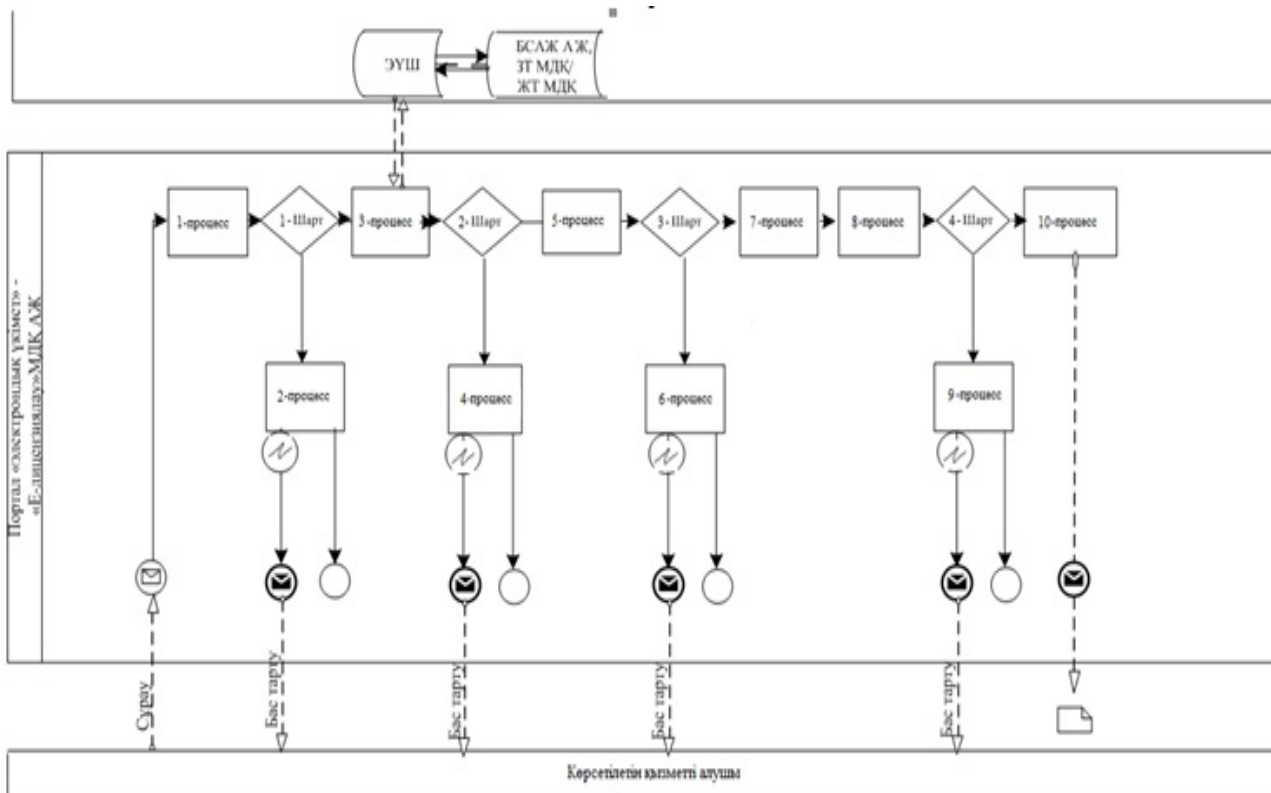 ЭҮШ
БСАЖ АЖ,
ЗТ МДК/
ЖТ МДҚ
1-процесс
1 - Шарт
3 - процесс
2 - Шарт
5 -процесс
3 - Шарт
7-процесс
8 -процесс
4 - Шарт
10-процесс
2-процесс
4-процесс
6 -процесс
9 -процесс
Портал «электрондық үкімет» -
«Е-лицензиялау»МДҚ АЖ
Сұрау
Бас тарту
Бас тарту
Бас тарту
Бас тарту
Көрсетілетін қызметті алушы